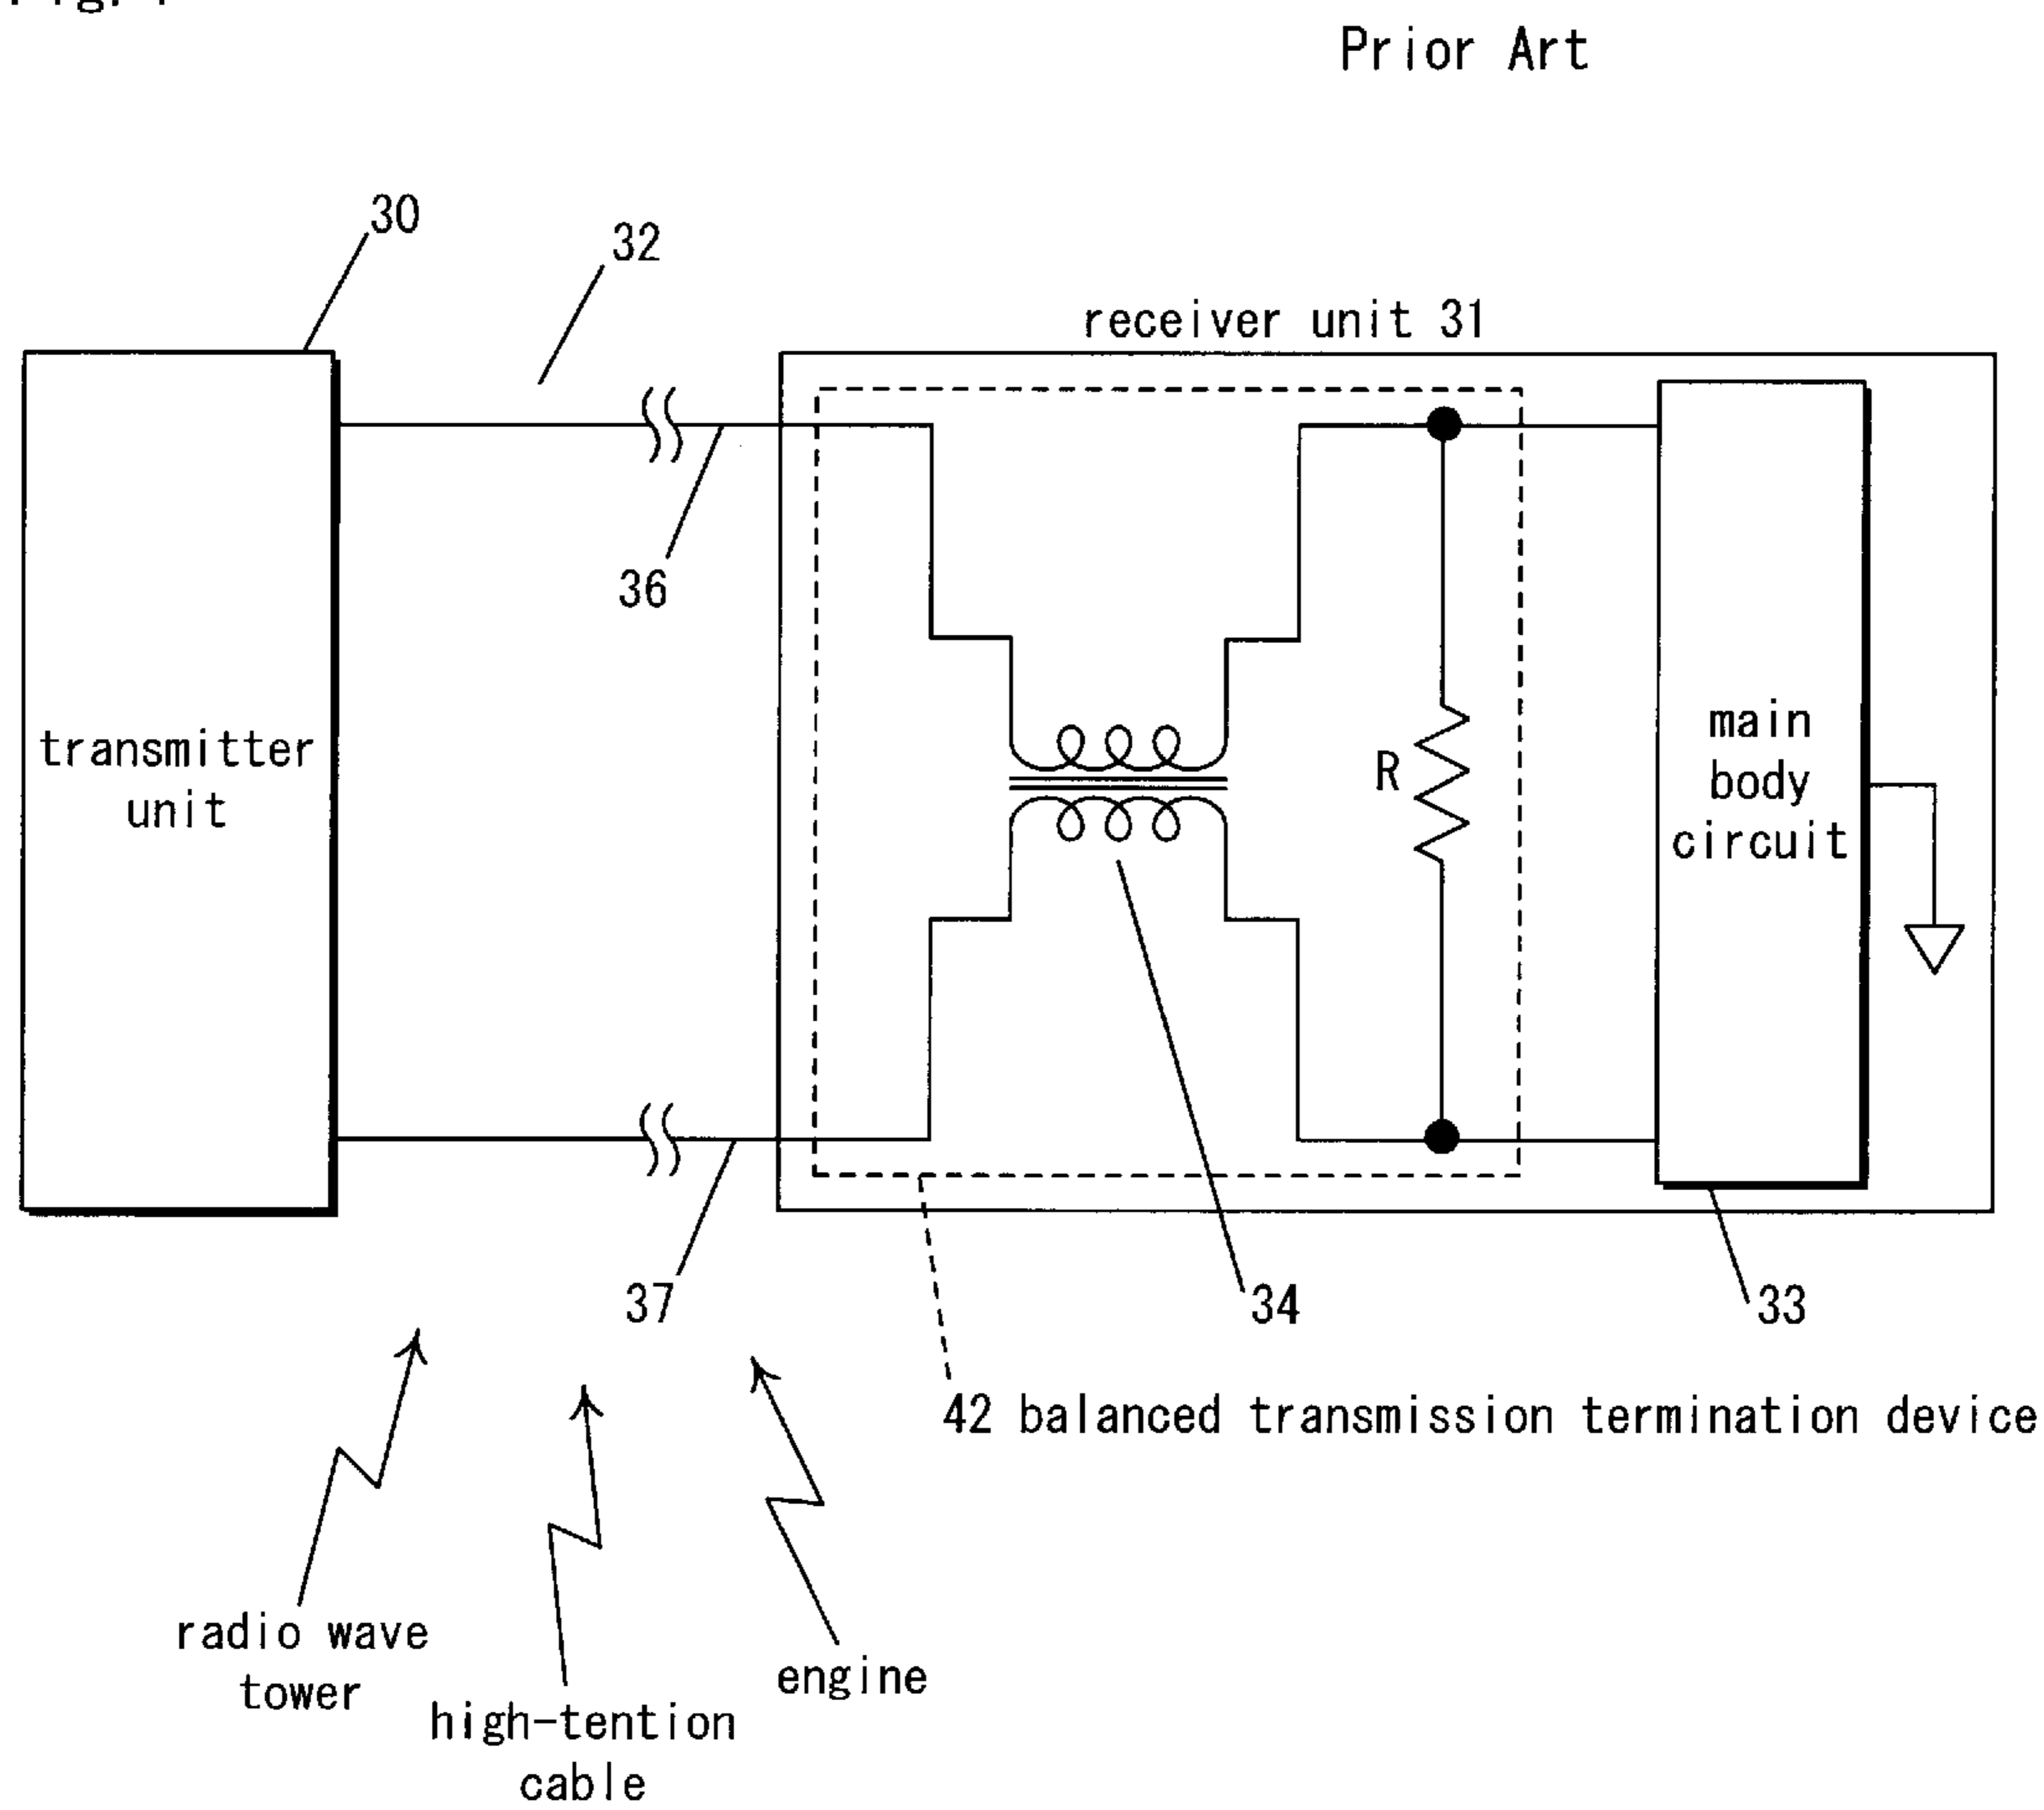 Prior Art
30
32
receiver unit 31
36
transmitter
unit
R
main
body
circuit
37
34
33
42 balanced transmission termination device
radio wave
tower
high-tention
cable
engine